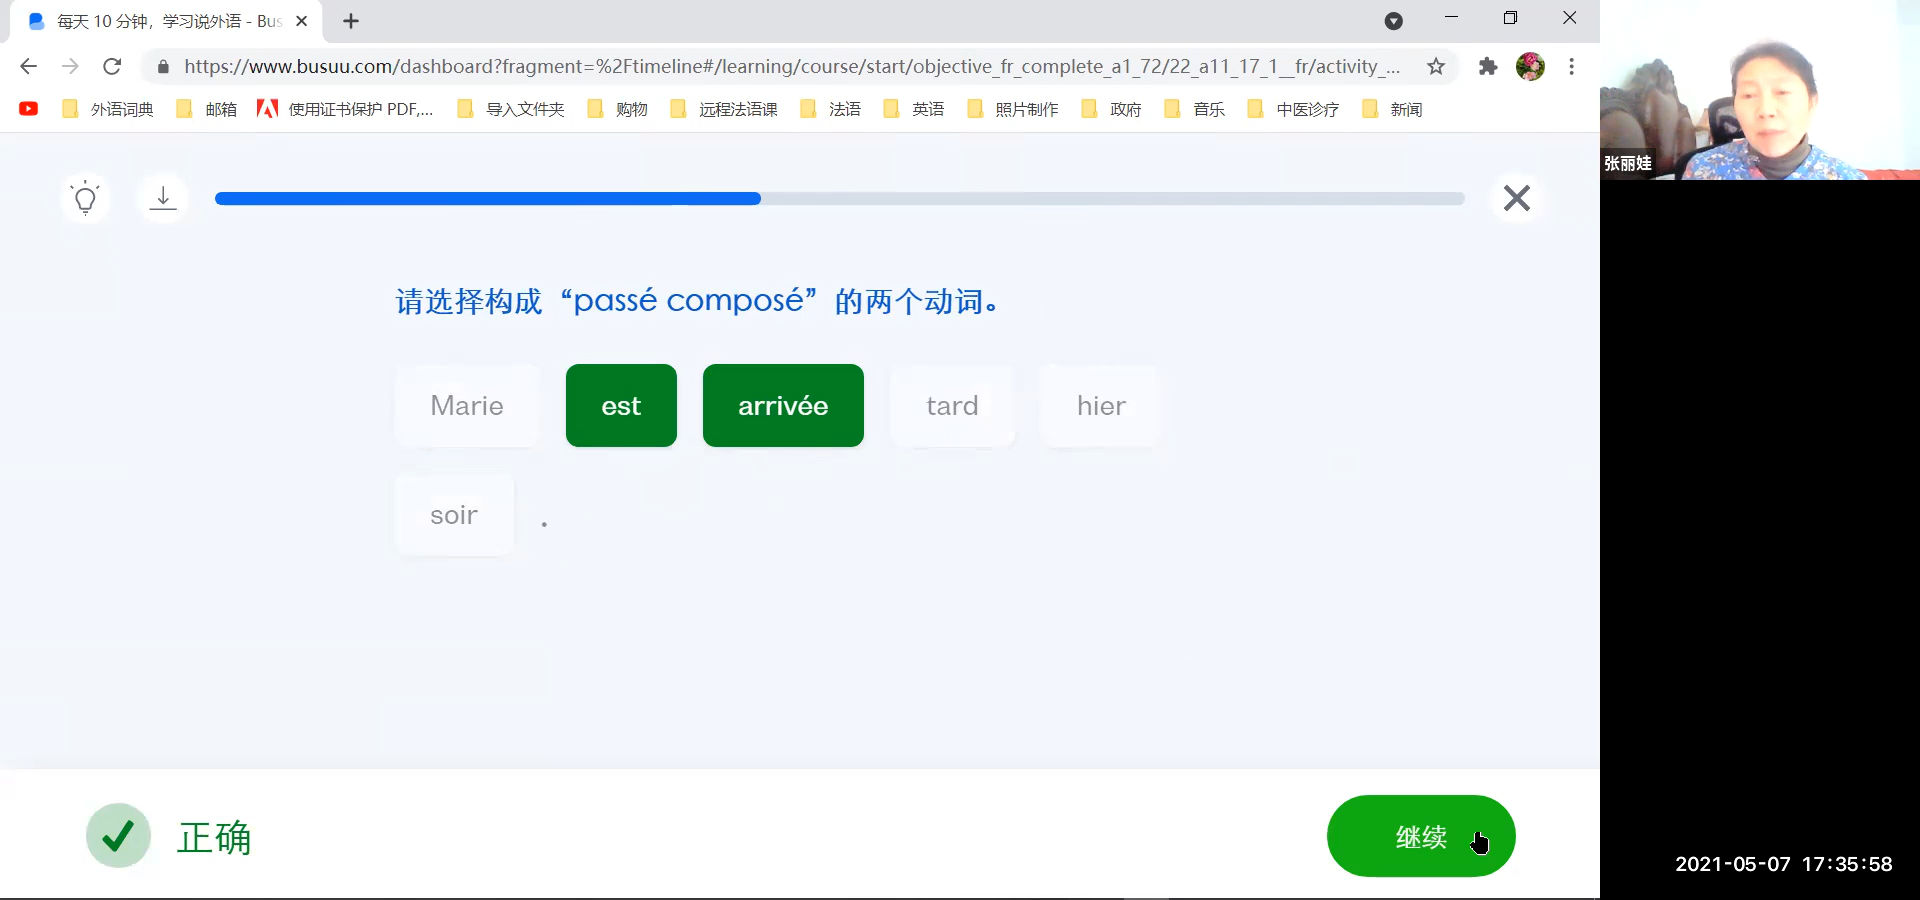 每天 10 分钟，学习说外语 - Bus
https://www.busuu.com/dashboard?fragment=%2Ftimeline#/learning/course/start/objective_fr_complete_a1_72/22_a11_17_1__fr/activity_...
外语词典 邮箱 使用证书保护 PDF,... 导入文件夹 购物 远程法语课 法语 英语 照片制作 政府 音乐 中医诊疗 新闻
张丽娃
请选择构成“passé composé”的两个动词。
Marie est arrivée tard hier
soir .
正确
继续
2021-05-07 17:35:58